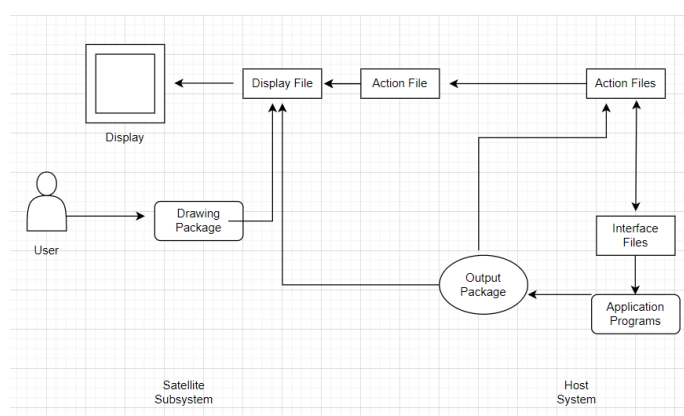 Display File
Action File
Action Files
Display
Drawing
Package
User
Interface
Files
Output
Package
Application
Programs
Satellite
Subsystem
Host
System